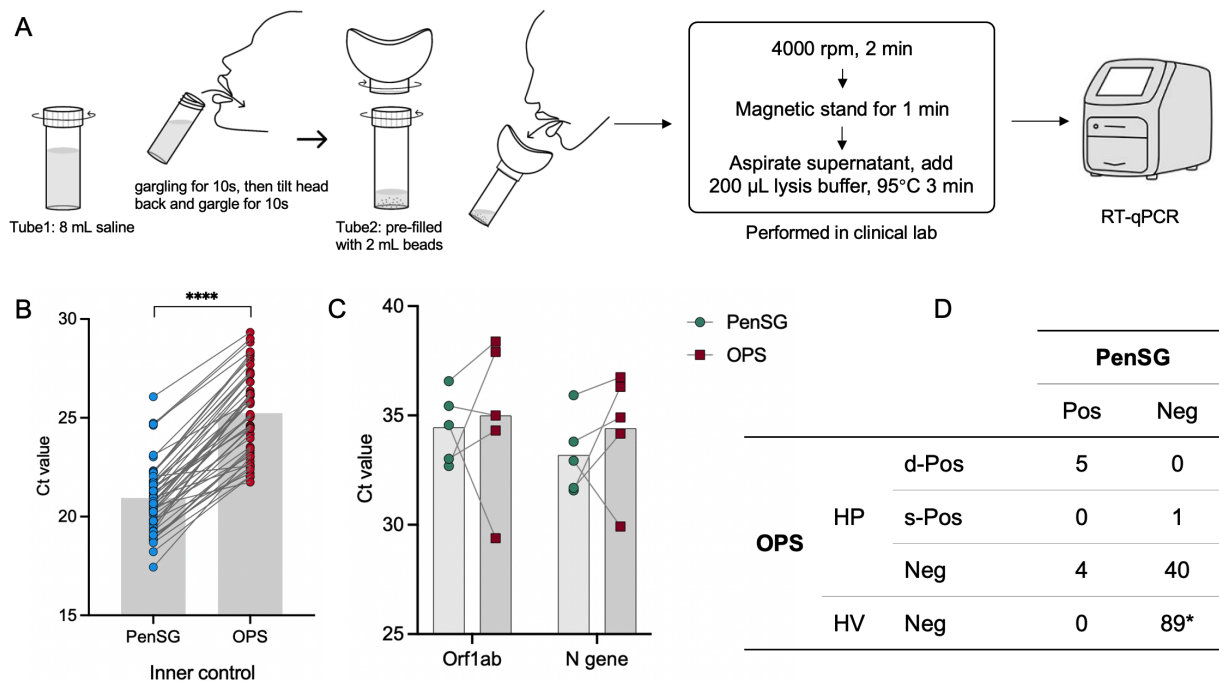 A
Tube1: 8 mL saline
gargling for 10s, then tilt head
back and gargle for 10s
Tube2: pre-filled
with 2 mL beads
4000 rpm, 2 min
Magnetic stand for 1 min
Aspirate supernatant, add
200 µL lysis buffer, 95°C 3 min
Performed in clinical lab
RT-qPCR
B
****
Ct value
30
25
20
15
PenSG
OPS
Inner control
C
Ct value
40
35
30
25
Orf1ab
N gene
PenSG
OPS
D
PenSG
Pos Neg
OPS
HP
d-Pos 5 0
s-Pos 0 1
Neg 4 40
HV Neg 0 89*